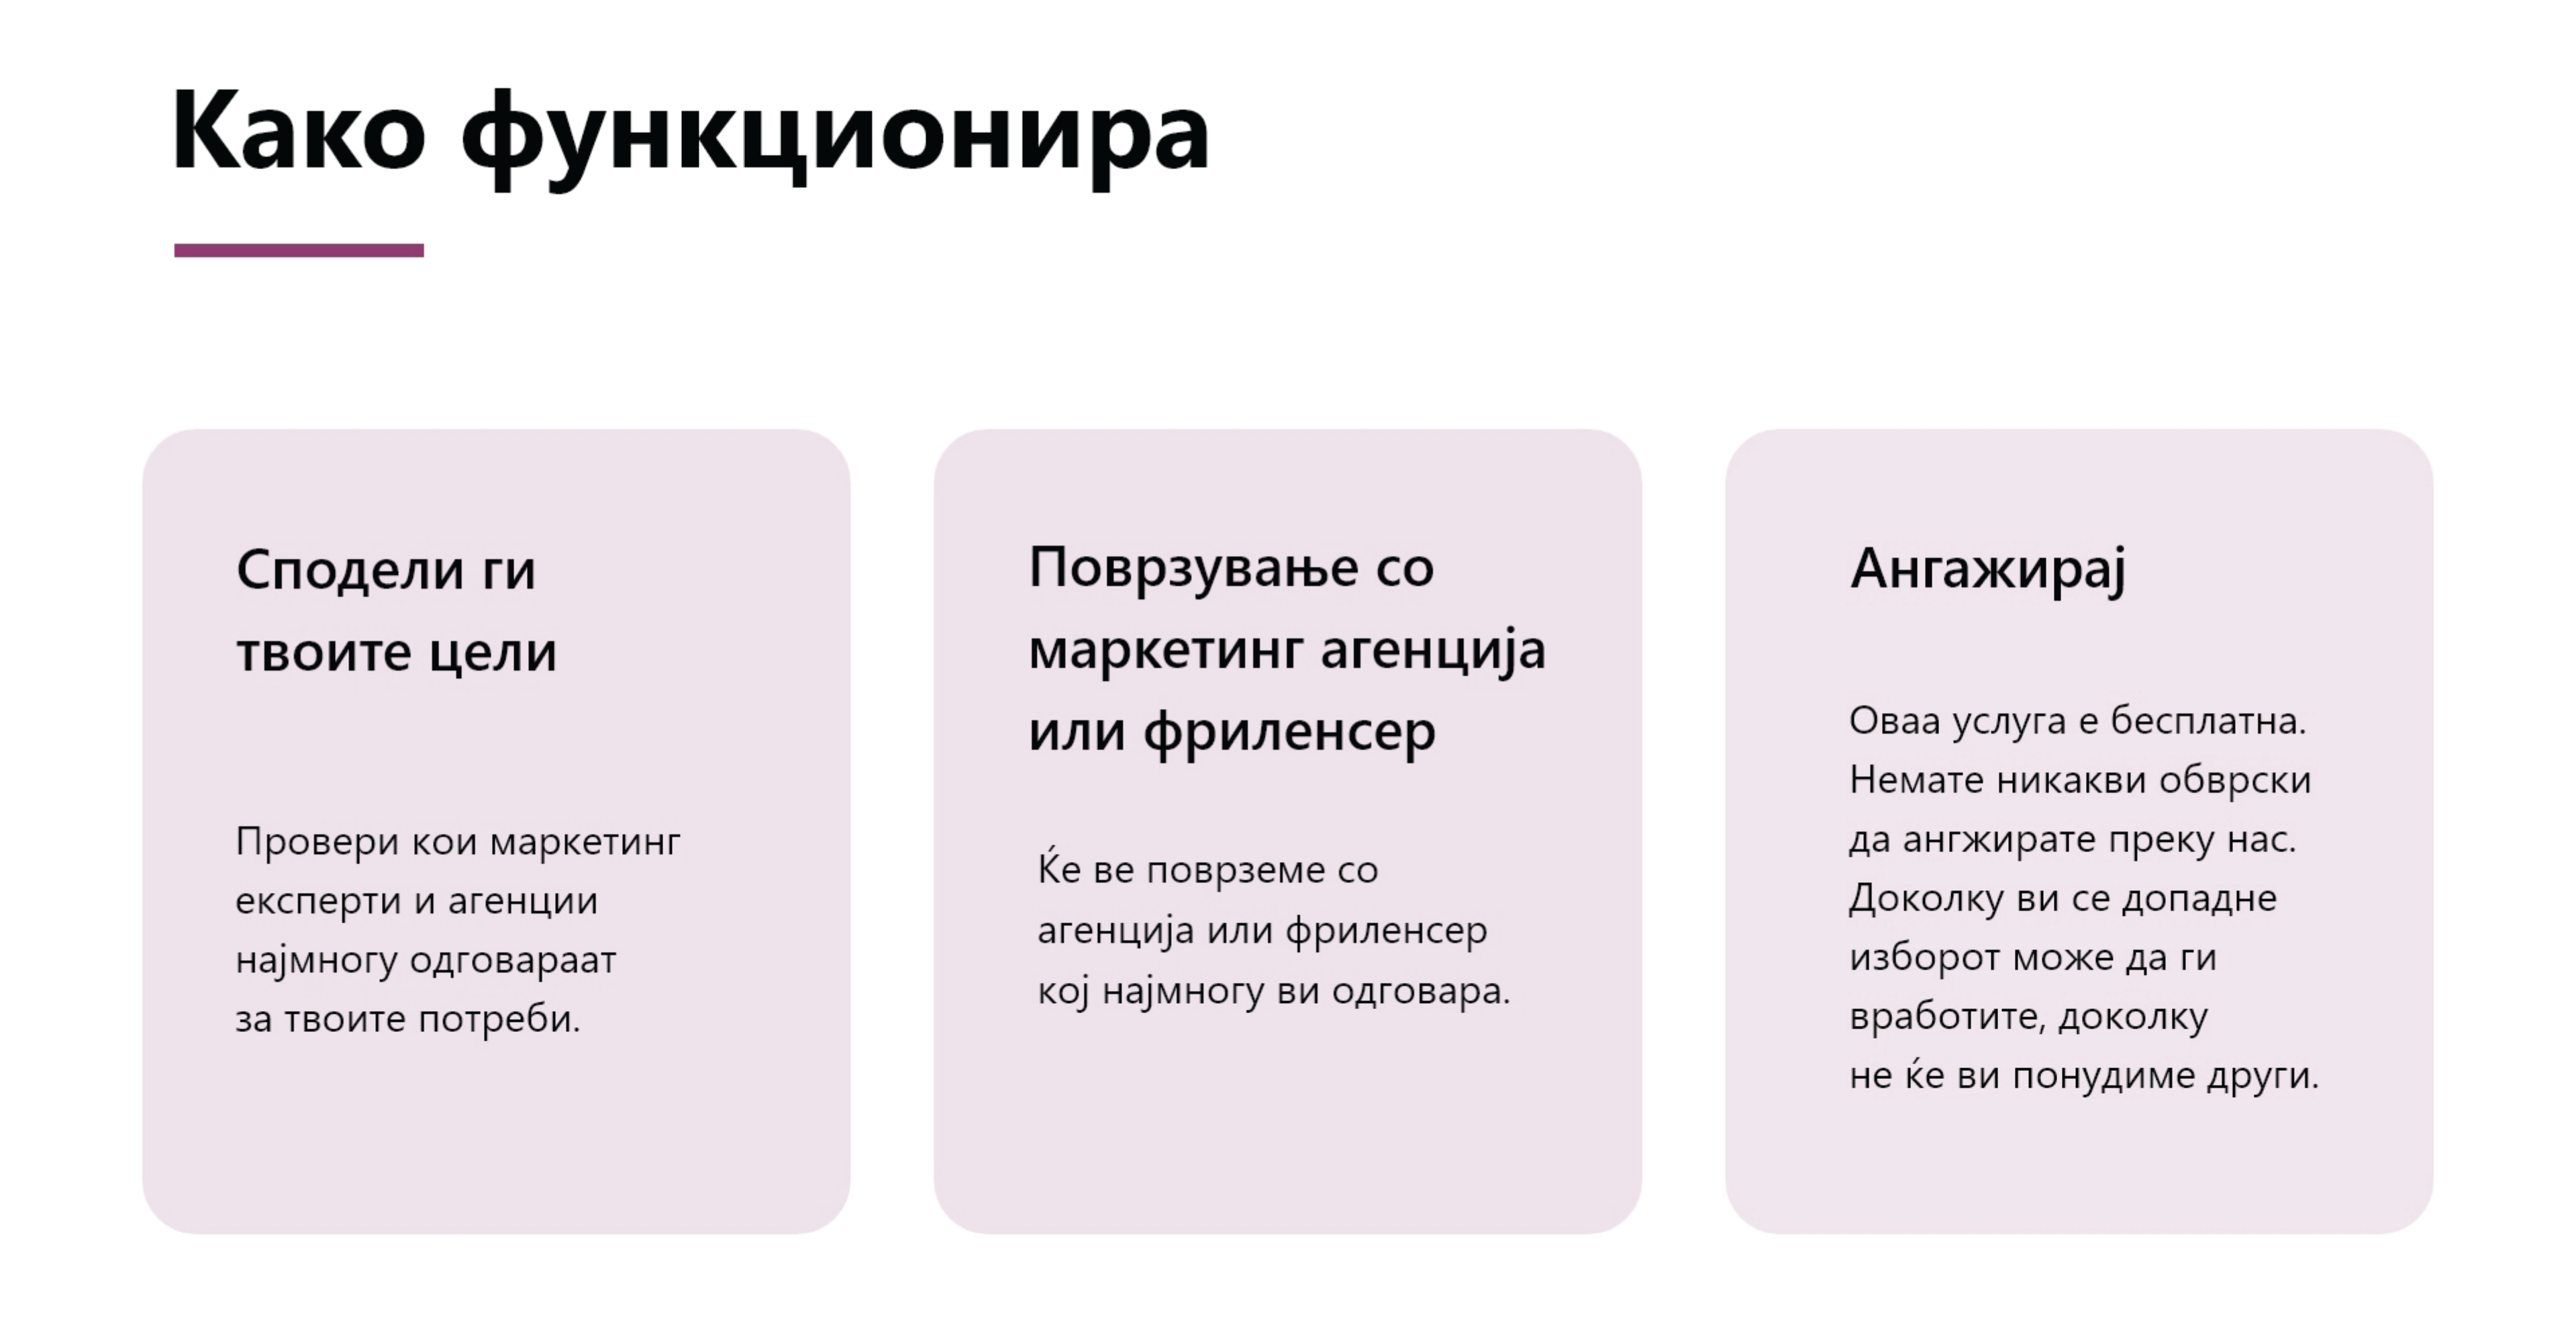 Како функционира
Сподели ги
твоите цели
Провери кои маркетинг
експерти и агенции
најмногу одговараат
за твоите потреби.
Поврзување со
маркетинг агенција
или фриленсер
Ќе ве поврземе со
агенција или фриленсер
кој најмногу ви одговара.
Ангажирај
Оваа услуга е бесплатна.
Немате никакви обврски
да ангжирате преку нас.
Доколку ви се допадне
изборот може да ги
вработите, доколку
не ќе ви понудиме други.